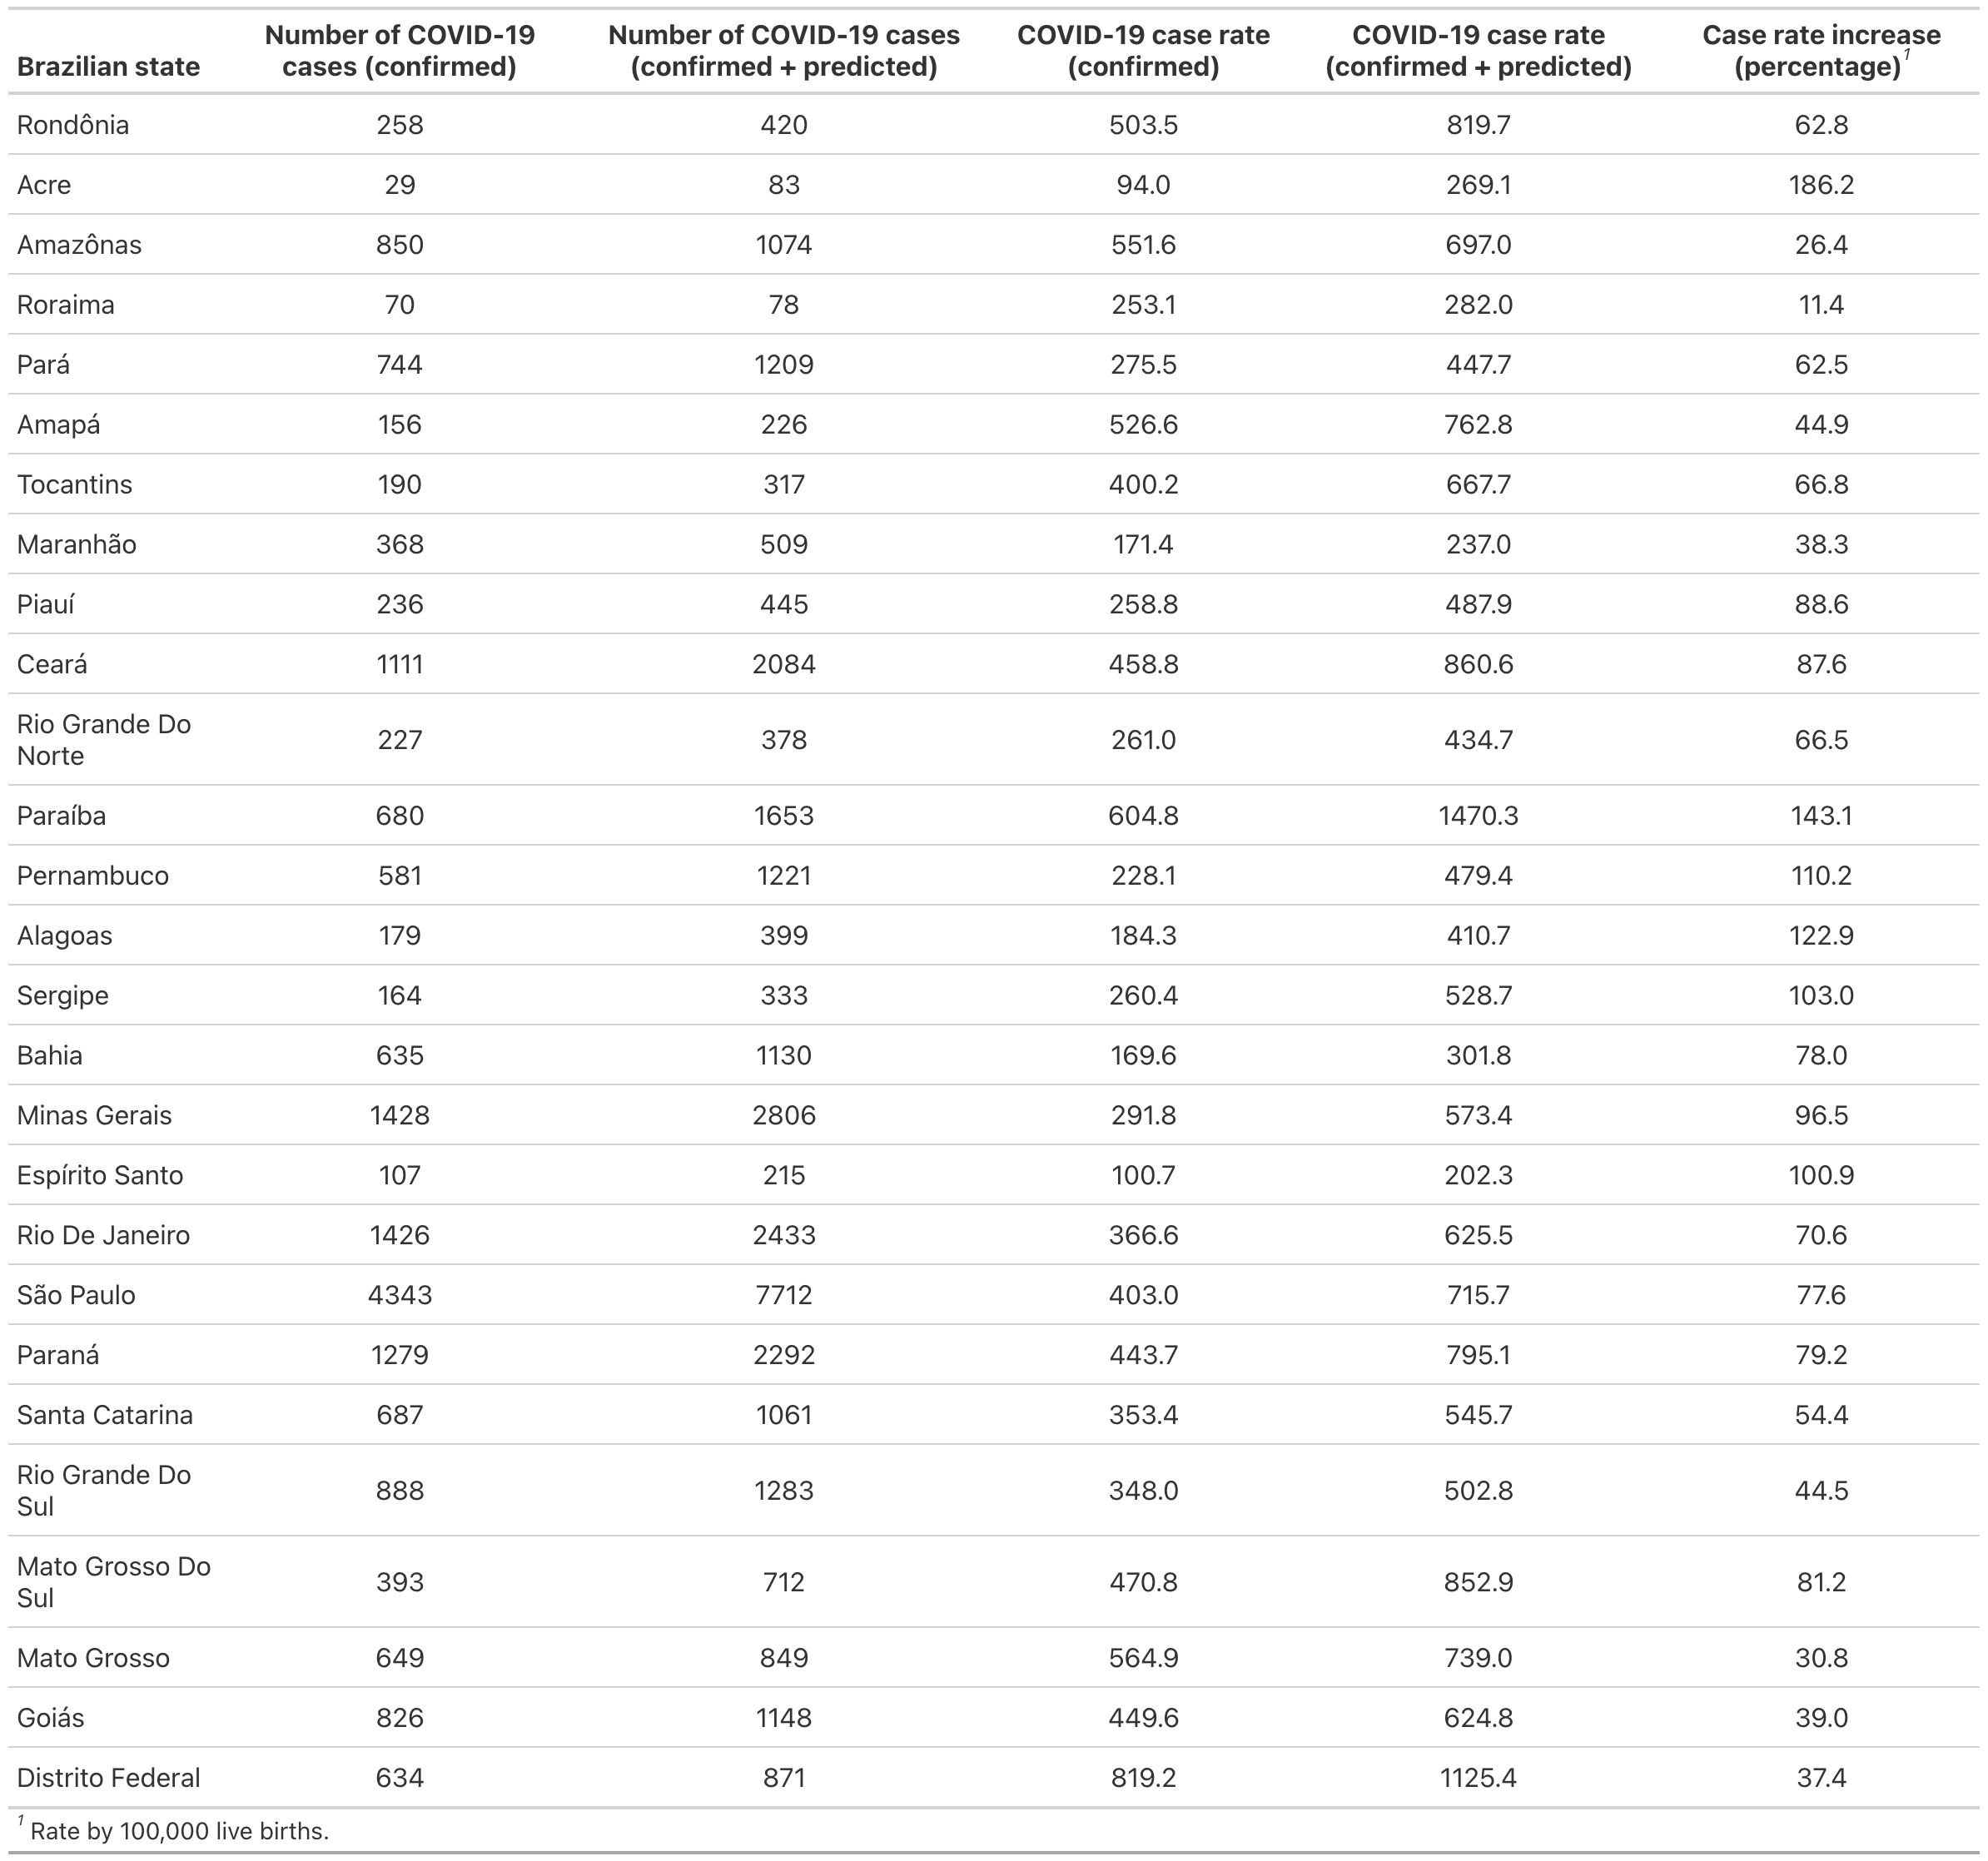 Brazilian state Number of COVID-19 cases (confirmed) Number of COVID-19 cases (confirmed + predicted) COVID-19 case rate (confirmed) COVID-19 case rate (confirmed + predicted) Case rate increase (percentage)1
Rondônia 258 420 503.5 819.7 62.8
Acre 29 83 94.0 269.1 186.2
Amazônas 850 1074 551.6 697.0 26.4
Roraima 70 78 253.1 282.0 11.4
Pará 744 1209 275.5 447.7 62.5
Amapá 156 226 526.6 762.8 44.9
Tocantins 190 317 400.2 667.7 66.8
Maranhão 368 509 171.4 237.0 38.3
Piauí 236 445 258.8 487.9 88.6
Ceará 1111 2084 458.8 860.6 87.6
Rio Grande Do Norte 227 378 261.0 434.7 66.5
Paraíba 680 1653 604.8 1470.3 143.1
Pernambuco 581 1221 228.1 479.4 110.2
Alagoas 179 399 184.3 410.7 122.9
Sergipe 164 333 260.4 528.7 103.0
Bahia 635 1130 169.6 301.8 78.0
Minas Gerais 1428 2806 291.8 573.4 96.5
Espírito Santo 107 215 100.7 202.3 100.9
Rio De Janeiro 1426 2433 366.6 625.5 70.6
São Paulo 4343 7712 403.0 715.7 77.6
Paraná 1279 2292 443.7 795.1 79.2
Santa Catarina 687 1061 353.4 545.7 54.4
Rio Grande Do Sul 888 1283 348.0 502.8 44.5
Mato Grosso Do Sul 393 712 470.8 852.9 81.2
Mato Grosso 649 849 564.9 739.0 30.8
Goiás 826 1148 449.6 624.8 39.0
Distrito Federal 634 871 819.2 1125.4 37.4
1 Rate by 100,000 live births.